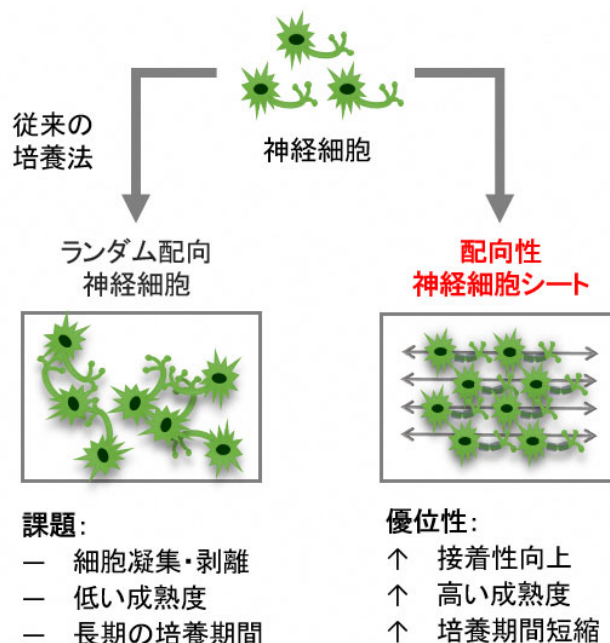 神経細胞
従来の
培養法
ランダム配向
神経細胞
配向性
神経細胞シート
課題:
― 細胞凝集・剥離
― 低い成熟度
― 長期の培養期間
優位性:
↑ 接着性向上
↑ 高い成熟度
↑ 培養期間短縮